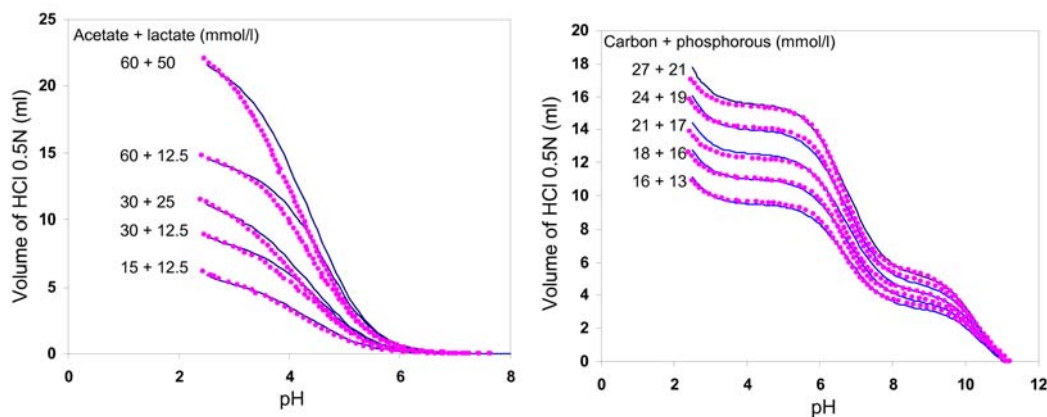 Acetate + lactate (mmol/l)
60 + 50
60 + 12.5
30 + 25
30 + 12.5
15 + 12.5
Volume of HCl 0.5N (ml)
25
20
15
10
5
0
0 2 4 6 8
pH
Carbon + phosphorous (mmol/l)
27 + 21
24 + 19
21 + 17
18 + 16
16 + 13
Volume of HCl 0.5N (ml)
20
18
16
14
12
10
8
6
4
2
0
0 2 4 6 8 10 12
pH